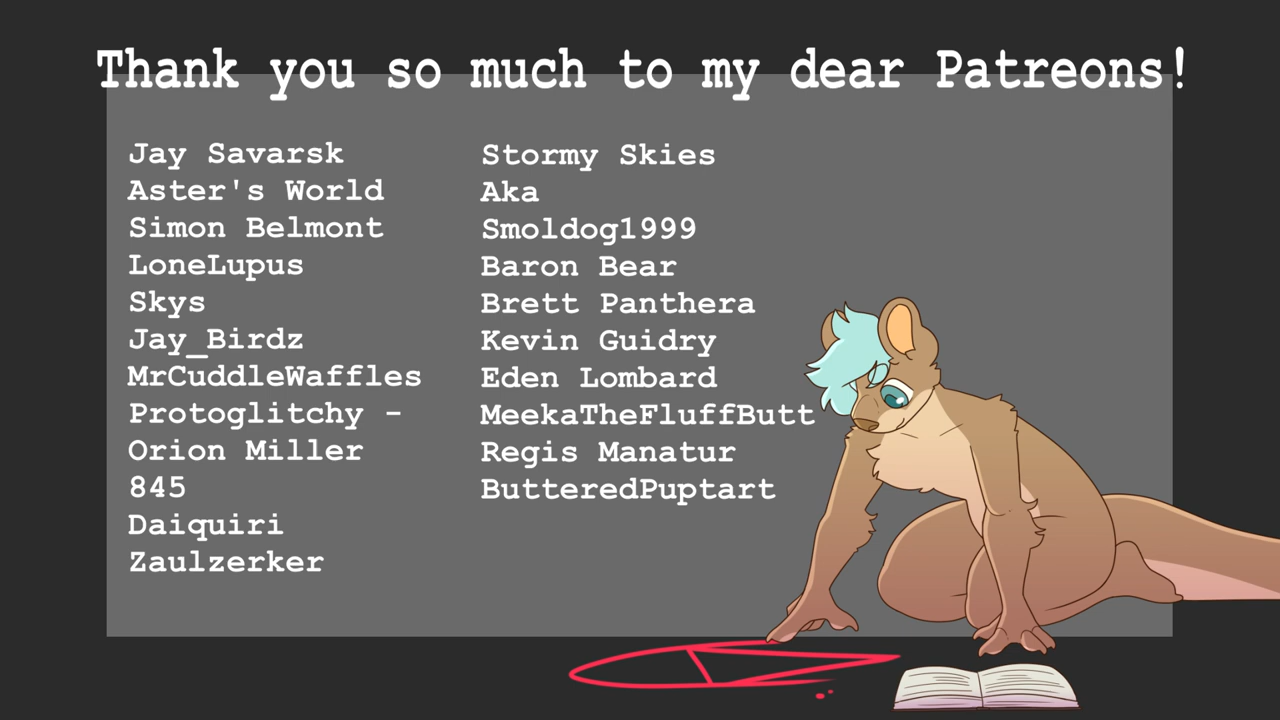 Thank you so much to my dear Patreons!
Jay Savarsk
Aster's World
Simon Belmont
LoneLupus
Skys
Jay_Birdz
MrCuddleWaffles
Protoglitchy -
Orion Miller
845
Daiquiri
Zaulzerker
Stormy Skies
Aka
Smoldog1999
Baron Bear
Brett Panthera
Kevin Guidry
Eden Lombard
MeekaTheFluffButt
Regis Manatur
ButteredPuptart